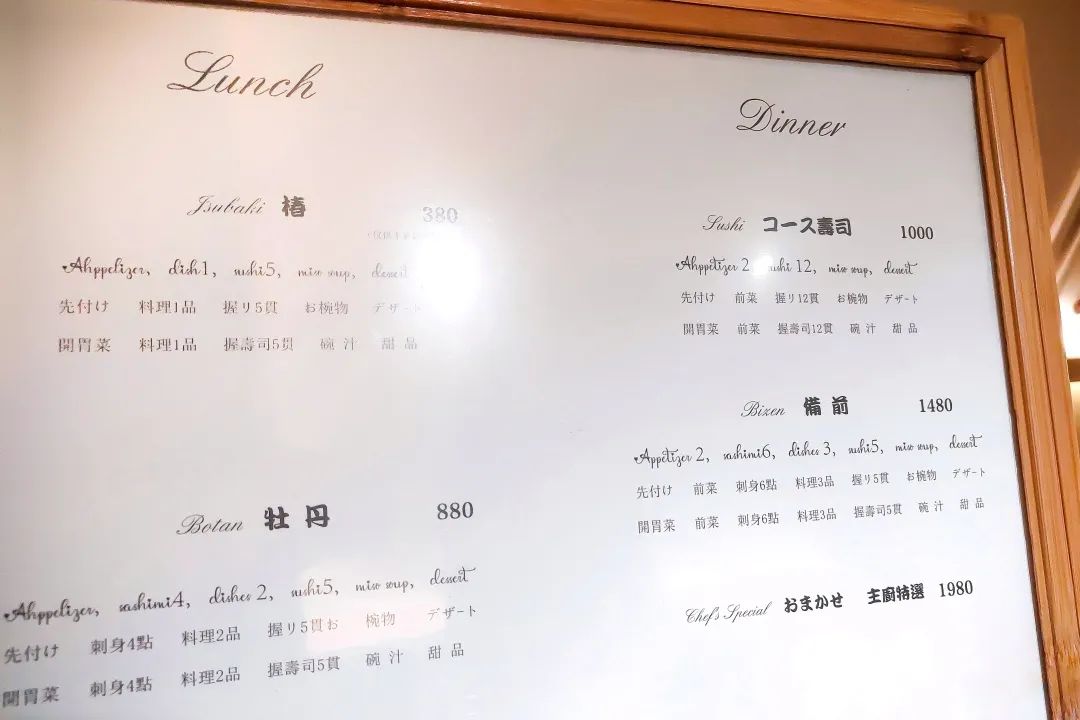 Lunch
Tsubaki 椿 380
Ahppelizer, dish1, sushi5, miso soup, dessert
先付け 料理1品 握り5貫 お椀物 デザート
開胃菜 料理1品 握壽司5貫 碗 汁 甜 品
Botan 牡 丹 880
Ahppelizer, sashimi4, dishes 2, sushi5, miso soup, dessert
先付け 刺身4點 料理2品 握り5貫お 椀物 デザート
開胃菜 刺身4點 料理2品 握壽司5貫 碗 汁 甜 品
Dinner
Sushi コース壽司 1000
Ahppetizer 2 sushi 12, miso soup, dessert
先付け 前菜 握り12貫 お椀物 デザート
開胃菜 前菜 握壽司12貫 碗 汁 甜 品
Bizen 備 前 1480
Appetizer 2, sashimi6, dishes 3, sushi5, miso soup, dessert
先付け 前菜 刺身6點 料理3品 握り5貫 お椀物 デザート
開胃菜 前菜 刺身6點 料理3品 握壽司5貫 碗 汁 甜 品
Chef's Special おまかせ 主廚特選 1980